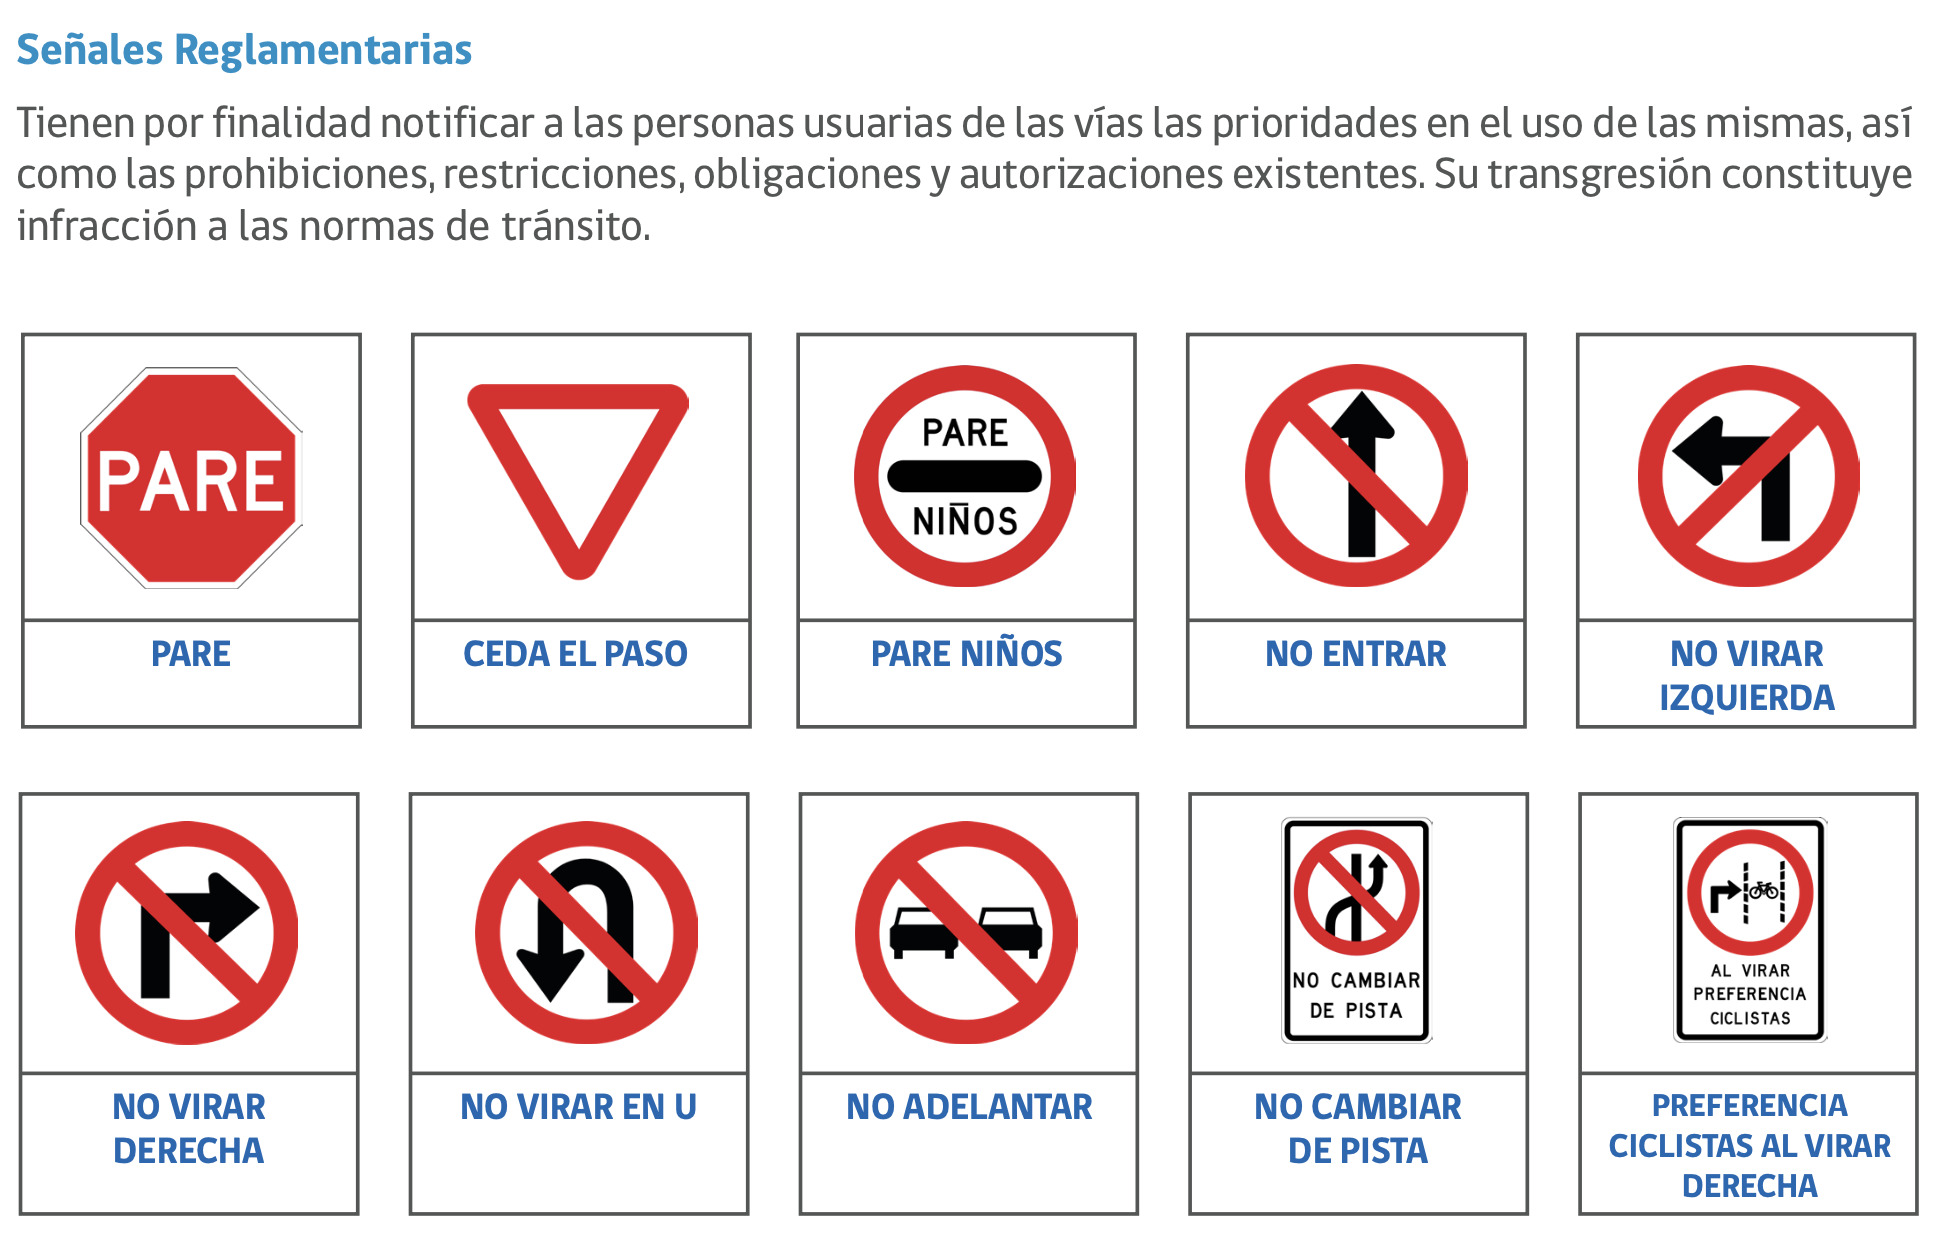 Señales Reglamentarias
Tienen por finalidad notificar a las personas usuarias de las vías las prioridades en el uso de las mismas, así
como las prohibiciones, restricciones, obligaciones y autorizaciones existentes. Su transgresión constituye
infracción a las normas de tránsito.
PARE
PARE
CEDA EL PASO
PARE
NIÑOS
PARE NIÑOS
NO ENTRAR
NO VIRAR
IZQUIERDA
NO VIRAR
DERECHA
NO VIRAR EN U
NO ADELANTAR
NO CAMBIAR
DE PISTA
NO CAMBIAR
DE PISTA
AL VIRAR
PREFERENCIA
CICLISTAS
PREFERENCIA
CICLISTAS AL VIRAR
DERECHA